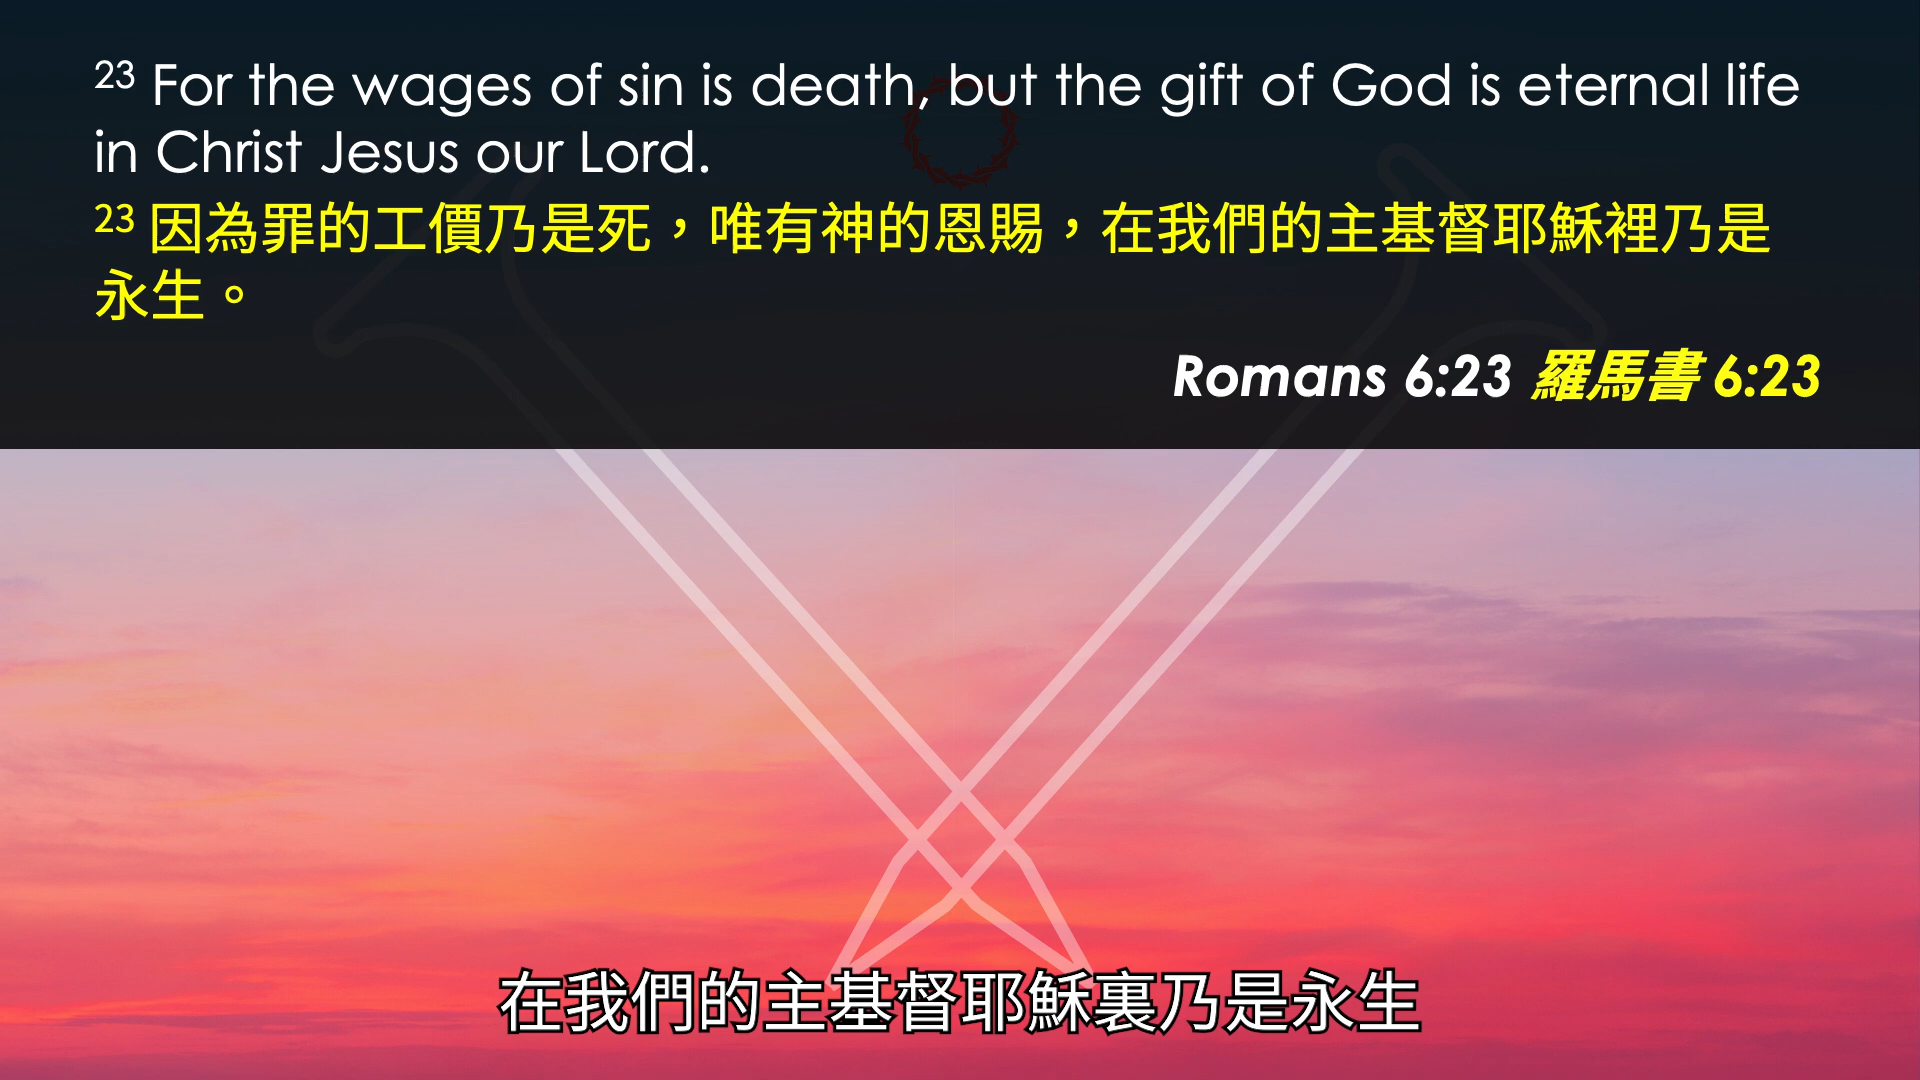 23 For the wages of sin is death, but the gift of God is eternal life
in Christ Jesus our Lord.
23 因為罪的工價乃是死，唯有神的恩賜，在我們的主基督耶穌裡乃是
永生。
Romans 6:23 羅馬書 6:23
在我們的主基督耶穌裏乃是永生